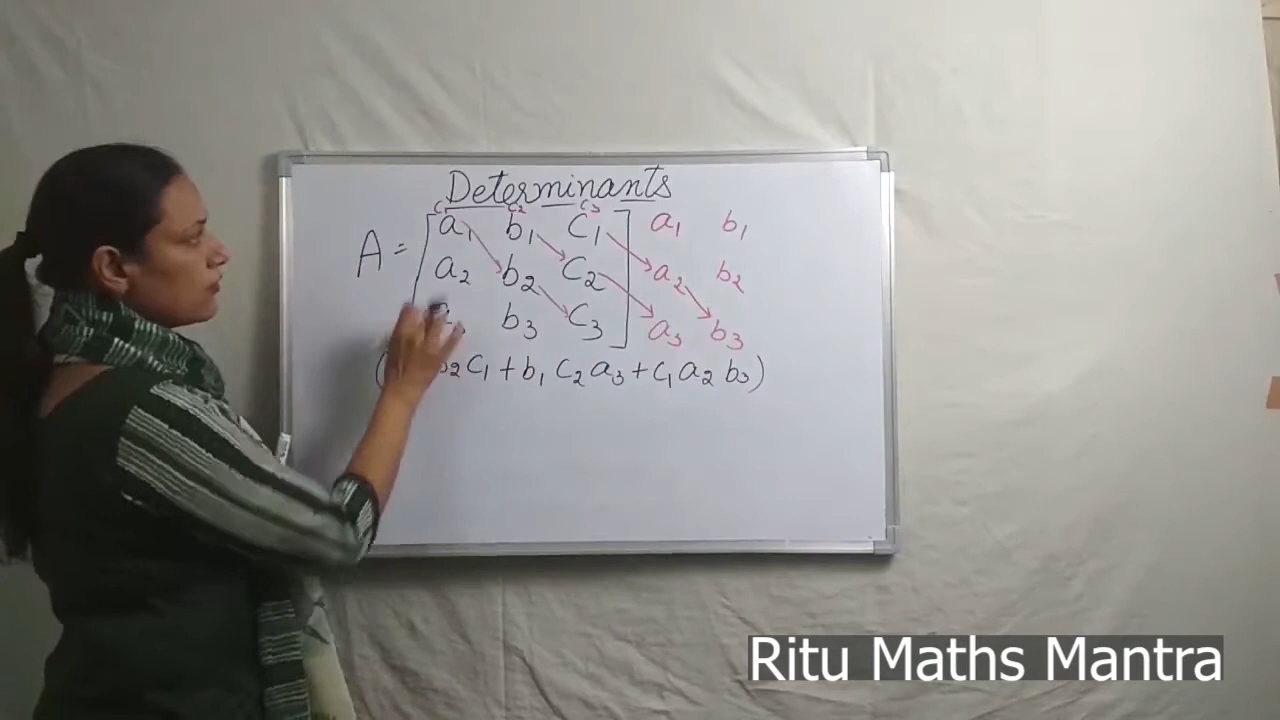 Determinants
C2 C3
A = [a1 b1 C1] a1 b1
a2 b2 C2 a2 b2
b3 C3 a3 b3
b2 C1 + b1 C2 a3 + C1 a2 b3)
Ritu Maths Mantra